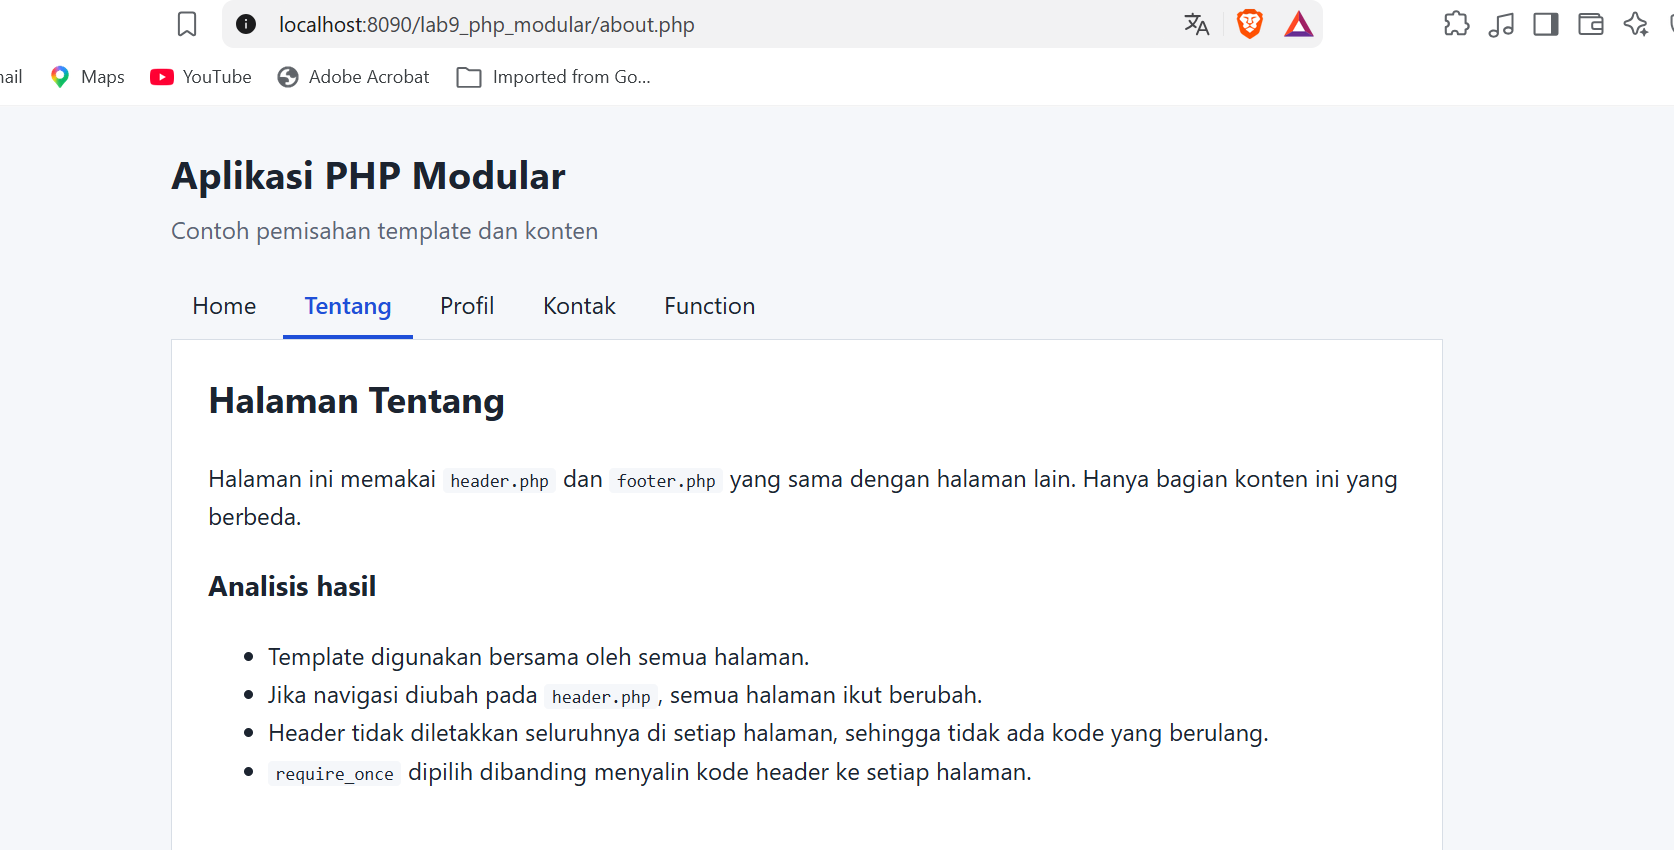 localhost:8090/lab9_php_modular/about.php
ail Maps YouTube Adobe Acrobat Imported from Go...
Aplikasi PHP Modular
Contoh pemisahan template dan konten
Home Tentang Profil Kontak Function
Halaman Tentang
Halaman ini memakai header.php dan footer.php yang sama dengan halaman lain. Hanya bagian konten ini yang
berbeda.
Analisis hasil
Template digunakan bersama oleh semua halaman.
Jika navigasi diubah pada header.php, semua halaman ikut berubah.
Header tidak diletakkan seluruhnya di setiap halaman, sehingga tidak ada kode yang berulang.
require_once dipilih dibanding menyalin kode header ke setiap halaman.